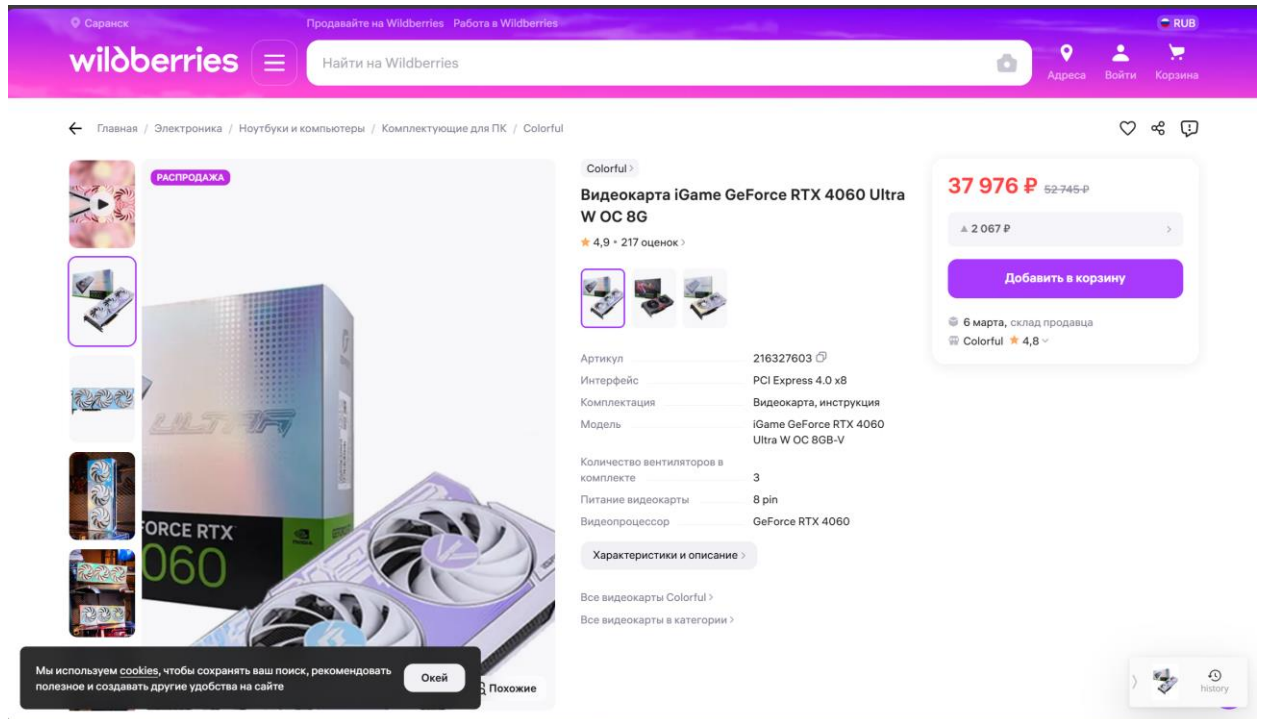 Саранск
Продавайте на Wildberries Работа в Wildberries
RUB
wildberries
Найти на Wildberries
Адреса Войти Корзина
Главная / Электроника / Ноутбуки и компьютеры / Комплектующие для ПК / Colorful
РАСПРОДАЖА
ULTRA
FORCE RTX
060
Colorful
Видеокарта iGame GeForce RTX 4060 Ultra
W OC 8G
4,9 · 217 оценок
Артикул 216327603
Интерфейс PCI Express 4.0 x8
Комплектация Видеокарта, инструкция
Модель iGame GeForce RTX 4060
Ultra W OC 8GB-V
Количество вентиляторов в
комплекте 3
Питание видеокарты 8 pin
Видеопроцессор GeForce RTX 4060
Характеристики и описание
Все видеокарты Colorful
Все видеокарты в категории
37 976 ₽ 52 745 ₽
2 067 ₽
Добавить в корзину
6 марта, склад продавца
Colorful 4,8
Мы используем cookies, чтобы сохранять ваш поиск, рекомендовать
полезное и создавать другие удобства на сайте
Окей
Похожие
history